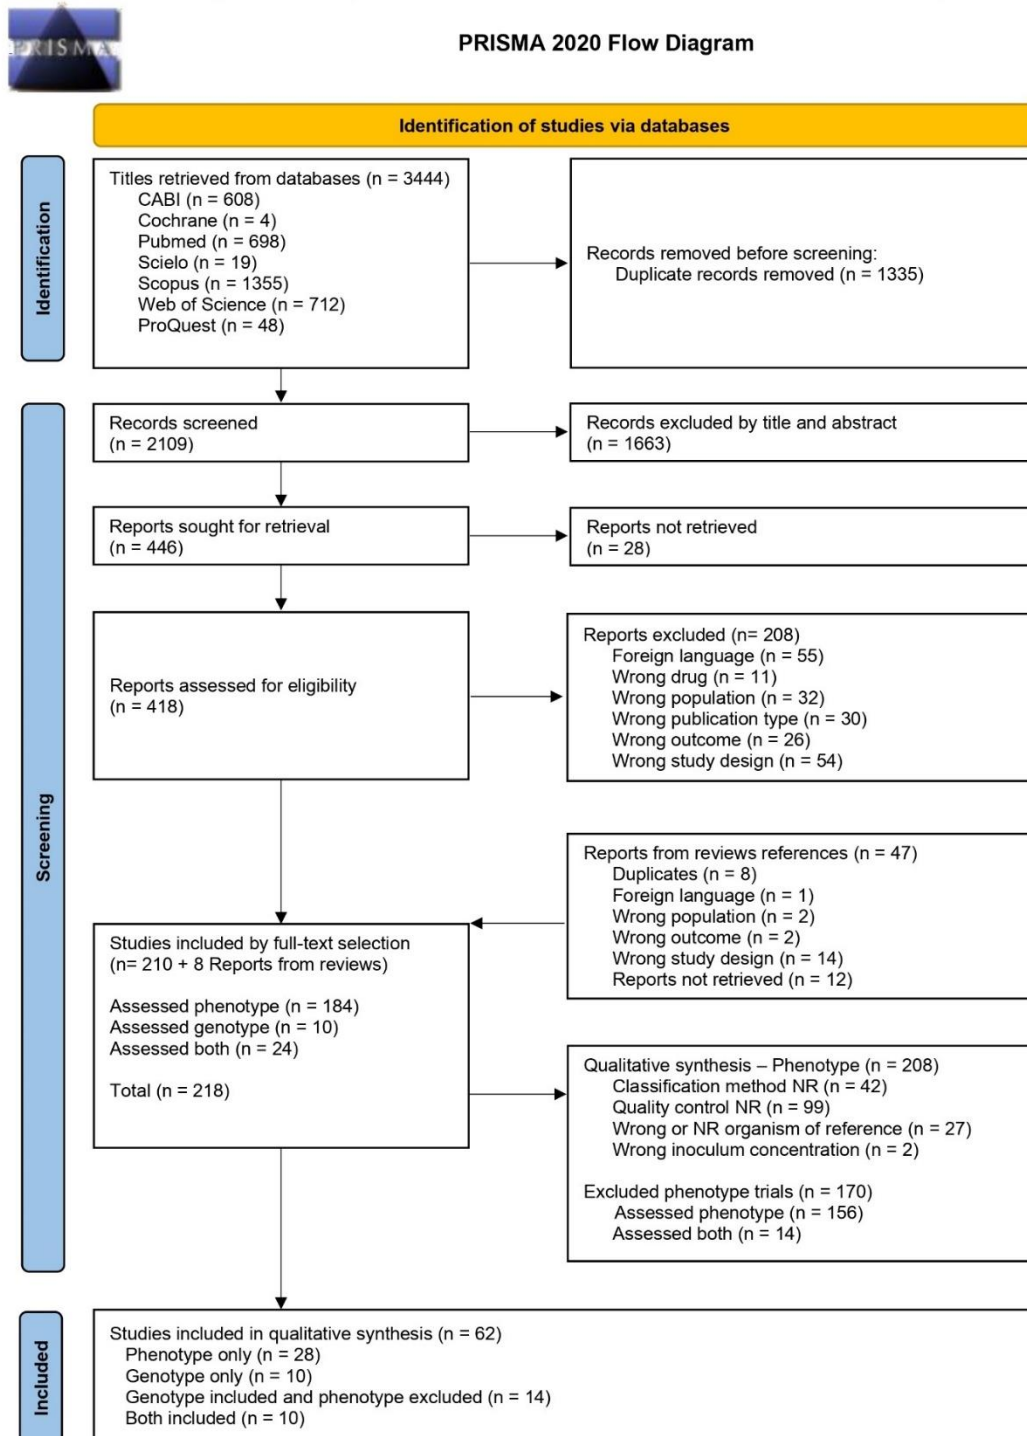 PRISMA
PRISMA 2020 Flow Diagram
Identification of studies via databases
Identification
Titles retrieved from databases (n = 3444)
CABI (n = 608)
Cochrane (n = 4)
Pubmed (n = 698)
Scielo (n = 19)
Scopus (n = 1355)
Web of Science (n = 712)
ProQuest (n = 48)
Records removed before screening:
Duplicate records removed (n = 1335)
Screening
Records screened
(n = 2109)
Records excluded by title and abstract
(n = 1663)
Reports sought for retrieval
(n = 446)
Reports not retrieved
(n = 28)
Reports assessed for eligibility
(n = 418)
Reports excluded (n= 208)
Foreign language (n = 55)
Wrong drug (n = 11)
Wrong population (n = 32)
Wrong publication type (n = 30)
Wrong outcome (n = 26)
Wrong study design (n = 54)
Reports from reviews references (n = 47)
Duplicates (n = 8)
Foreign language (n = 1)
Wrong population (n = 2)
Wrong outcome (n = 2)
Wrong study design (n = 14)
Reports not retrieved (n = 12)
Studies included by full-text selection
(n= 210 + 8 Reports from reviews)
Assessed phenotype (n = 184)
Assessed genotype (n = 10)
Assessed both (n = 24)
Total (n = 218)
Qualitative synthesis – Phenotype (n = 208)
Classification method NR (n = 42)
Quality control NR (n = 99)
Wrong or NR organism of reference (n = 27)
Wrong inoculum concentration (n = 2)
Excluded phenotype trials (n = 170)
Assessed phenotype (n = 156)
Assessed both (n = 14)
Included
Studies included in qualitative synthesis (n = 62)
Phenotype only (n = 28)
Genotype only (n = 10)
Genotype included and phenotype excluded (n = 14)
Both included (n = 10)